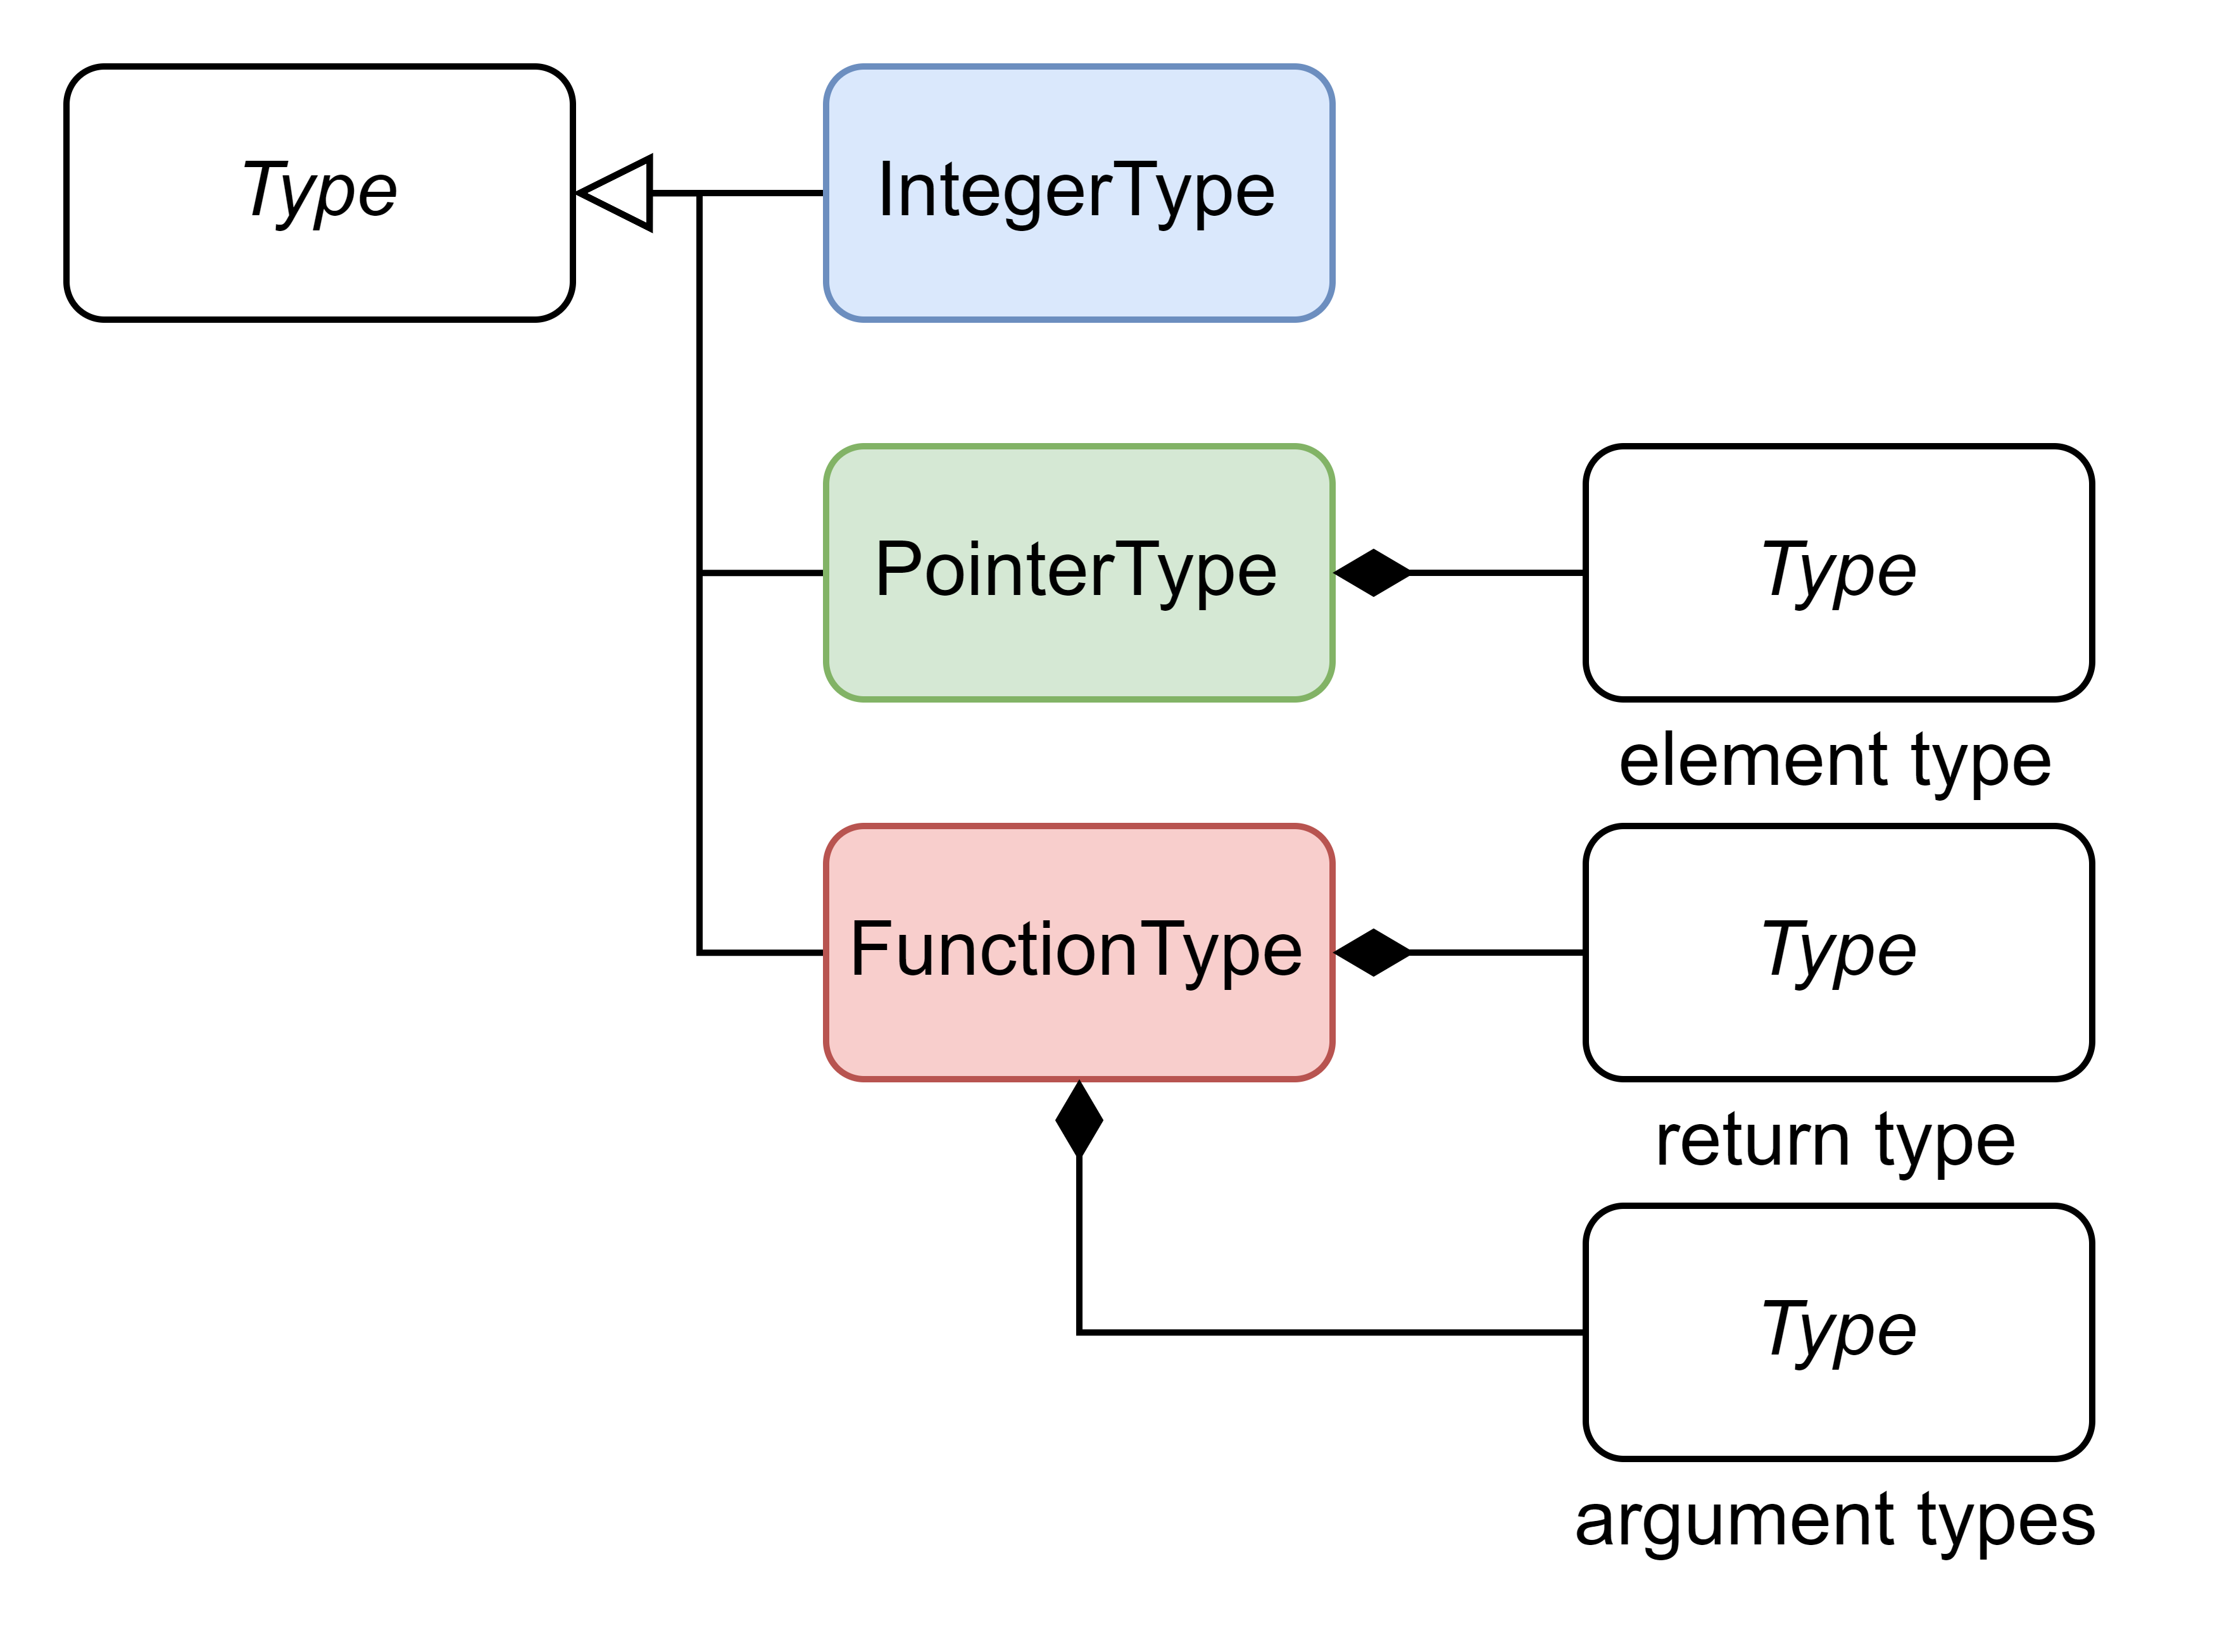 Type
IntegerType
PointerType
Type
element type
FunctionType
Type
return type
Type
argument types